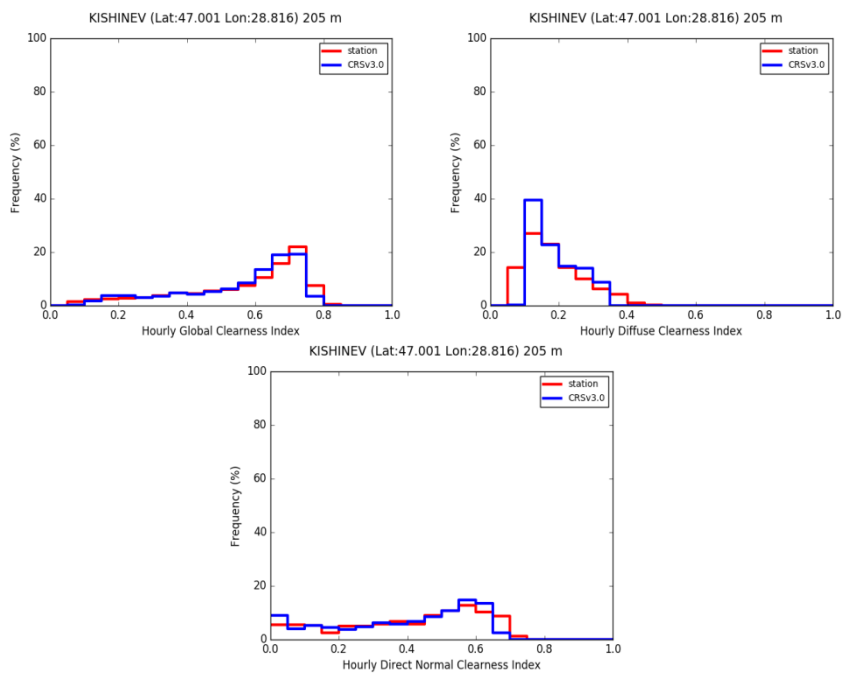 KISHINEV (Lat:47.001 Lon:28.816) 205 m
100
80
60
40
20
0
Frequency (%)
station
CRSv3.0
0.0 0.2 0.4 0.6 0.8 1.0
Hourly Global Clearness Index
KISHINEV (Lat:47.001 Lon:28.816) 205 m
100
80
60
40
20
0
Frequency (%)
station
CRSv3.0
0.0 0.2 0.4 0.6 0.8 1.0
Hourly Diffuse Clearness Index
KISHINEV (Lat:47.001 Lon:28.816) 205 m
100
80
60
40
20
0
Frequency (%)
station
CRSv3.0
0.0 0.2 0.4 0.6 0.8 1.0
Hourly Direct Normal Clearness Index